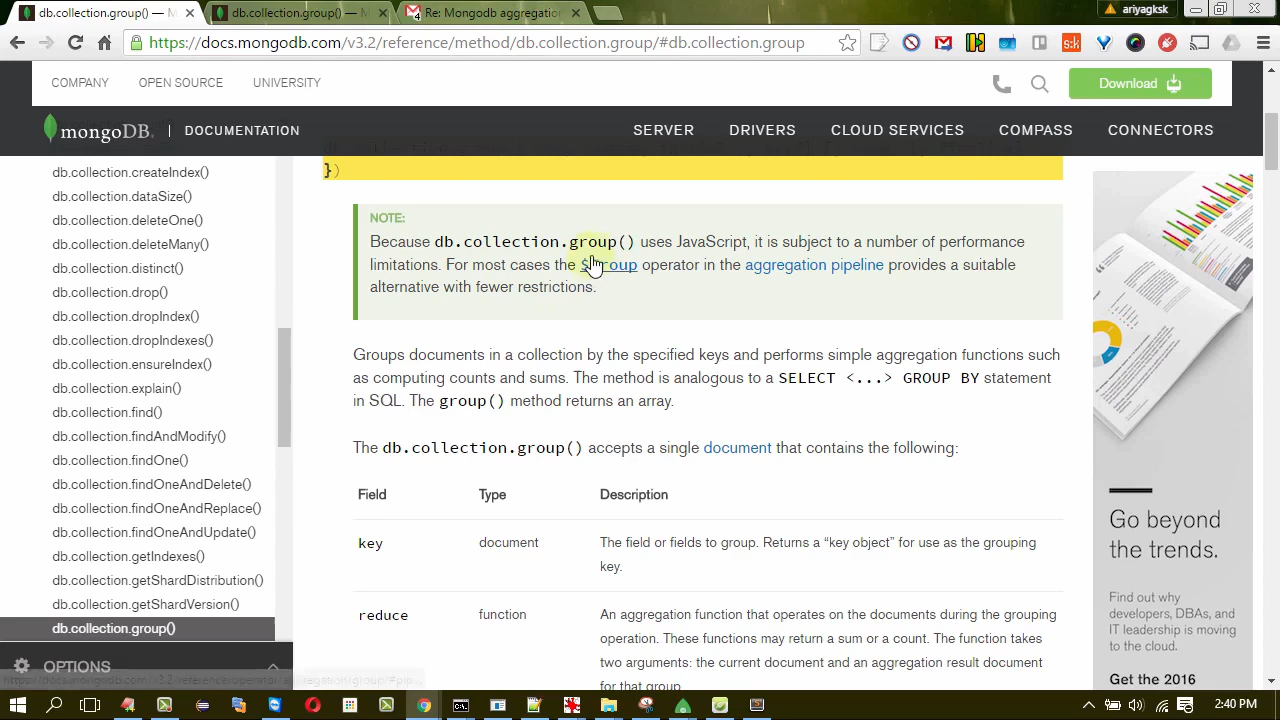 db.collection.group() — M
db.collection.group() — M
Re: Mongodb aggregation
ariyagksk
https://docs.mongodb.com/v3.2/reference/method/db.collection.group/#db.collection.group
COMPANY
OPEN SOURCE
UNIVERSITY
Download
mongoDB.
DOCUMENTATION
SERVER
DRIVERS
CLOUD SERVICES
COMPASS
CONNECTORS
db.collection.createIndex()
db.collection.dataSize()
db.collection.deleteOne()
db.collection.deleteMany()
db.collection.distinct()
db.collection.drop()
db.collection.dropIndex()
db.collection.dropIndexes()
db.collection.ensureIndex()
db.collection.explain()
db.collection.find()
db.collection.findAndModify()
db.collection.findOne()
db.collection.findOneAndDelete()
db.collection.findOneAndReplace()
db.collection.findOneAndUpdate()
db.collection.getIndexes()
db.collection.getShardDistribution()
db.collection.getShardVersion()
db.collection.group()
OPTIONS
})
NOTE:
Because db.collection.group() uses JavaScript, it is subject to a number of performance
limitations. For most cases the $group operator in the aggregation pipeline provides a suitable
alternative with fewer restrictions.
Groups documents in a collection by the specified keys and performs simple aggregation functions such
as computing counts and sums. The method is analogous to a SELECT <...> GROUP BY statement
in SQL. The group() method returns an array.
The db.collection.group() accepts a single document that contains the following:
Field Type Description
key document The field or fields to group. Returns a “key object” for use as the grouping
key.
reduce function An aggregation function that operates on the documents during the grouping
operation. These functions may return a sum or a count. The function takes
two arguments: the current document and an aggregation result document
for that group.
Go beyond
the trends.
Find out why
developers, DBAs, and
IT leadership is moving
to the cloud.
Get the 2016
2:40 PM